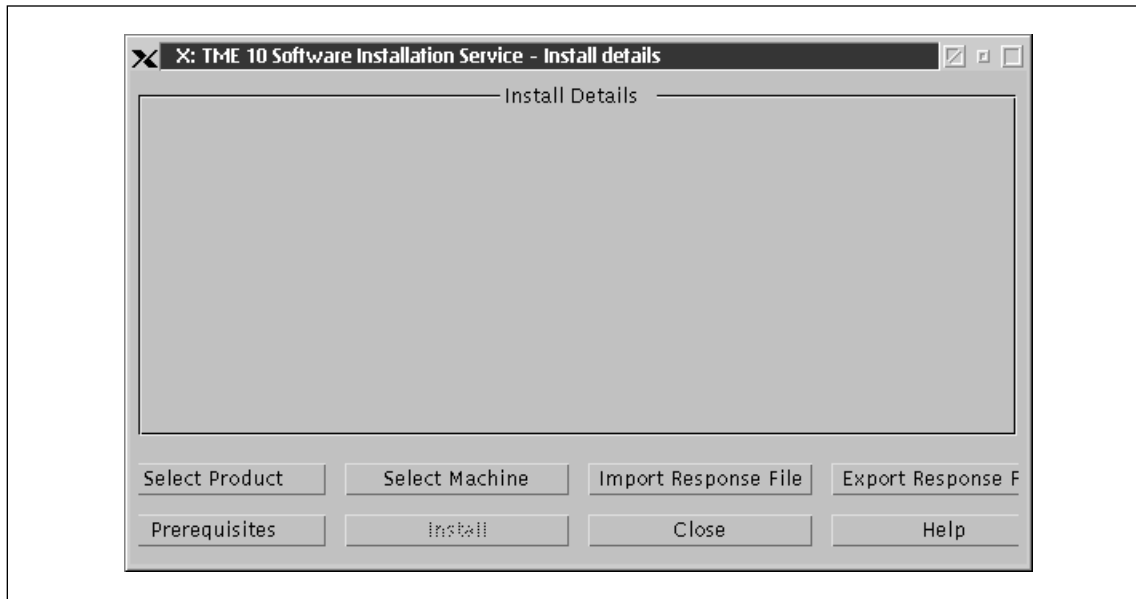 X: TME 10 Software Installation Service - Install details
Install Details
Select Product Select Machine Import Response File Export Response F
Prerequisites Install Close Help